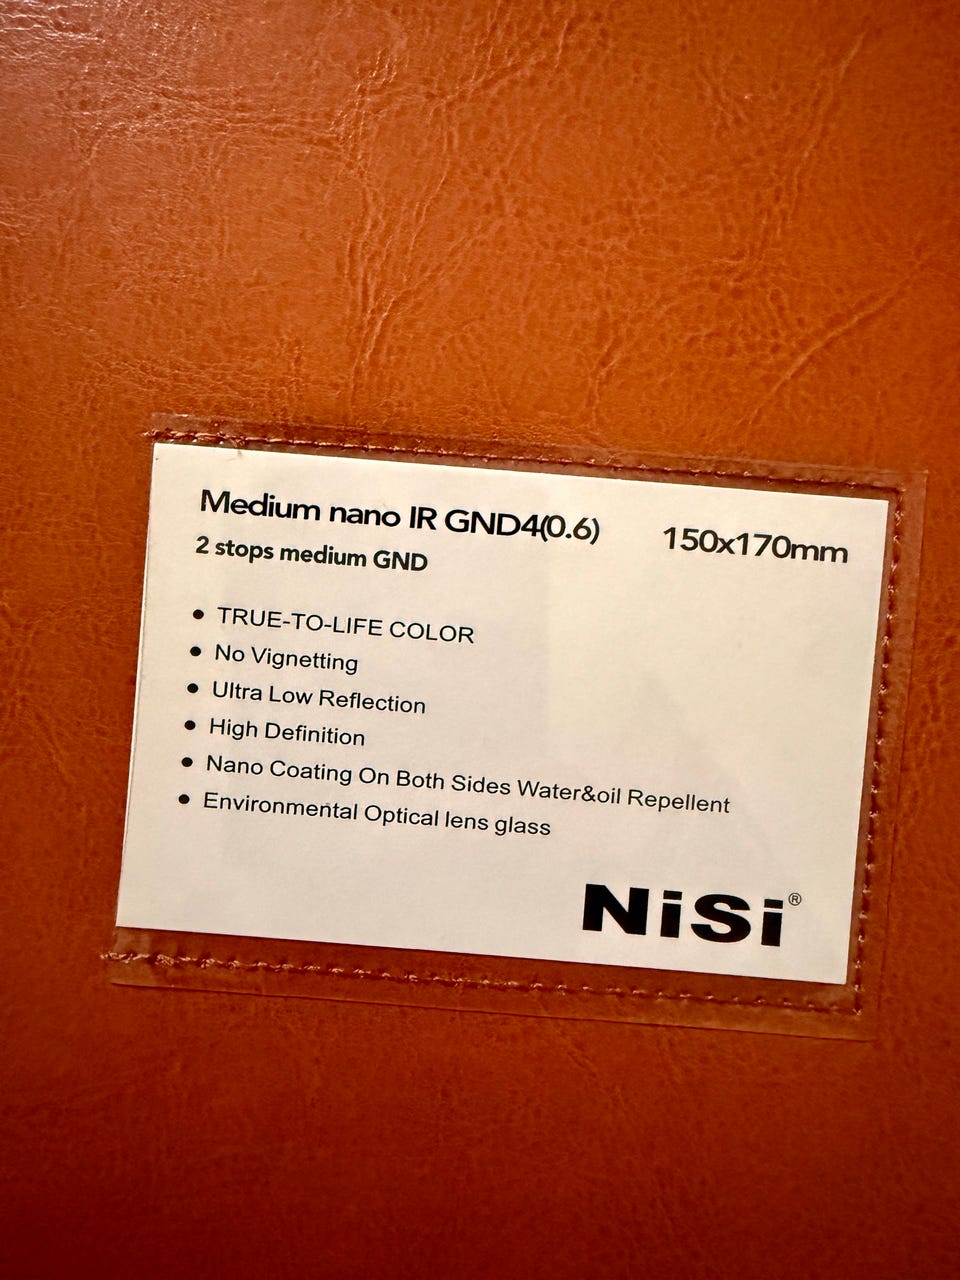 Medium nano IR GND4(0.6) 150x170mm
2 stops medium GND
• TRUE-TO-LIFE COLOR
• No Vignetting
• Ultra Low Reflection
• High Definition
• Nano Coating On Both Sides Water&oil Repellent
• Environmental Optical lens glass
NiSi®